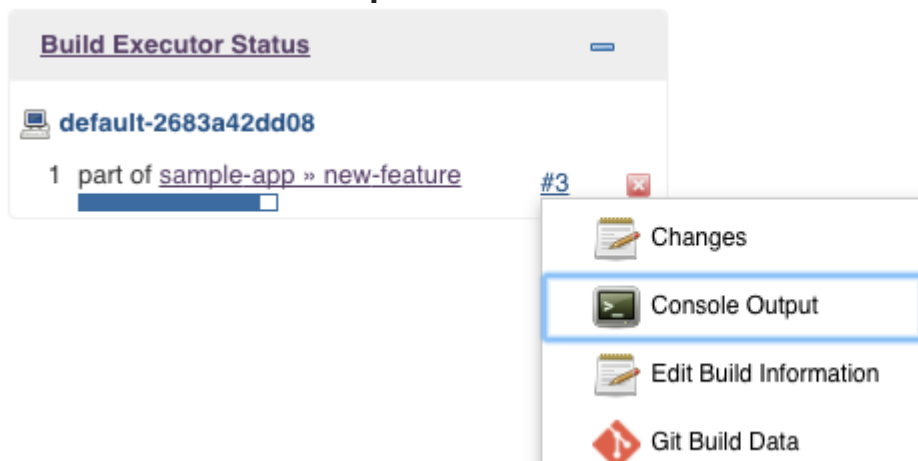 Build Executor Status
default-2683a42dd08
1 part of sample-app » new-feature #3
Changes
Console Output
Edit Build Information
Git Build Data